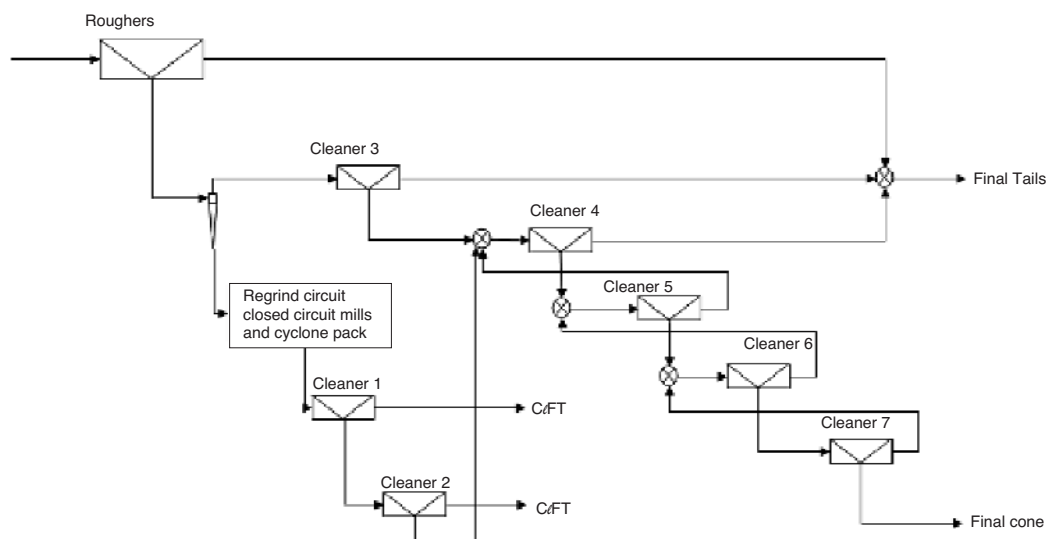 Roughers
Cleaner 3
Final Tails
Cleaner 4
Regrind circuit
closed circuit mills
and cyclone pack
Cleaner 5
Cleaner 6
Cleaner 1
CℓFT
Cleaner 7
Cleaner 2
CℓFT
Final cone